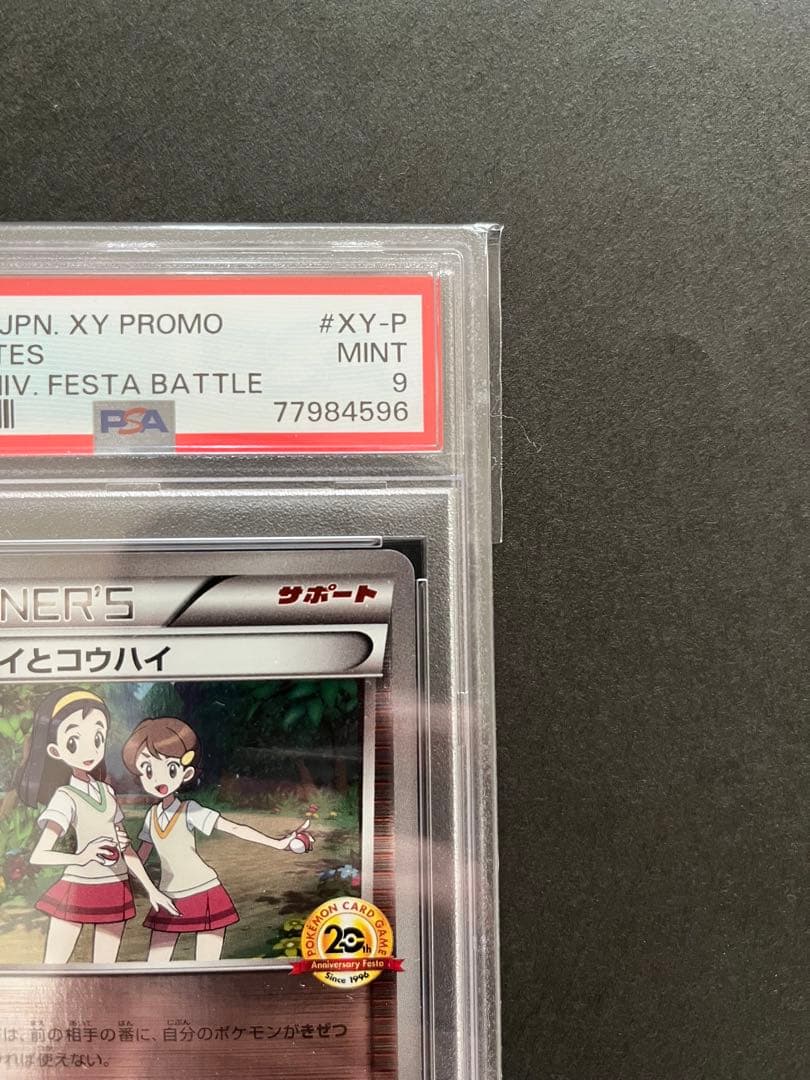 JPN. XY PROMO #XY-P
TES MINT
IV. FESTA BATTLE 9
PSA 77984596
NER'S サポート
イとコウハイ
POKÉMON CARD GAME
20th
Anniversary Festa
Since 1996
は、前の相手の番に、自分のポケモンがきぜつ
れば使えない。